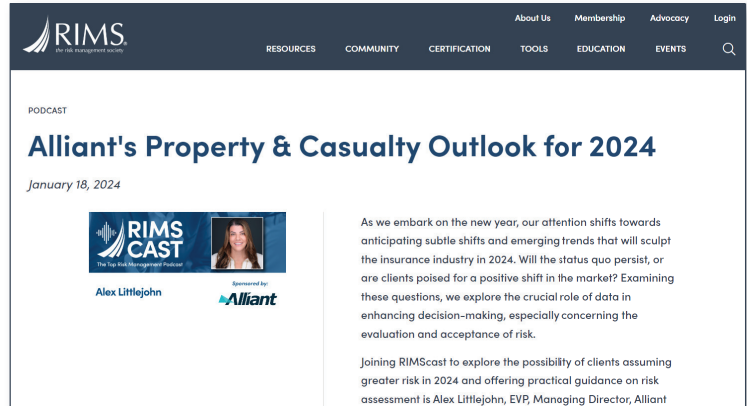 RIMS
the risk management society
About Us Membership Advocacy Login
RESOURCES COMMUNITY CERTIFICATION TOOLS EDUCATION EVENTS
PODCAST
Alliant's Property & Casualty Outlook for 2024
January 18, 2024
RIMS
CAST
The Top Risk Management Podcast
Alex Littlejohn
Sponsored by:
Alliant
As we embark on the new year, our attention shifts towards
anticipating subtle shifts and emerging trends that will sculpt
the insurance industry in 2024. Will the status quo persist, or
are clients poised for a positive shift in the market? Examining
these questions, we explore the crucial role of data in
enhancing decision-making, especially concerning the
evaluation and acceptance of risk.
Joining RIMScast to explore the possibility of clients assuming
greater risk in 2024 and offering practical guidance on risk
assessment is Alex Littlejohn, EVP, Managing Director, Alliant